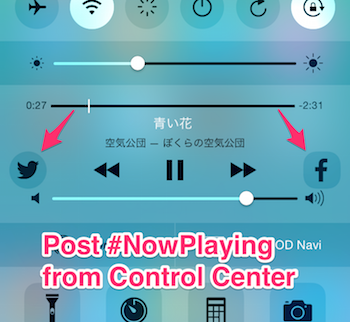 0:27 -2:31
青い花
空気公団 — ぼくらの空気公団
OD Navi
Post #NowPlaying
from Control Center